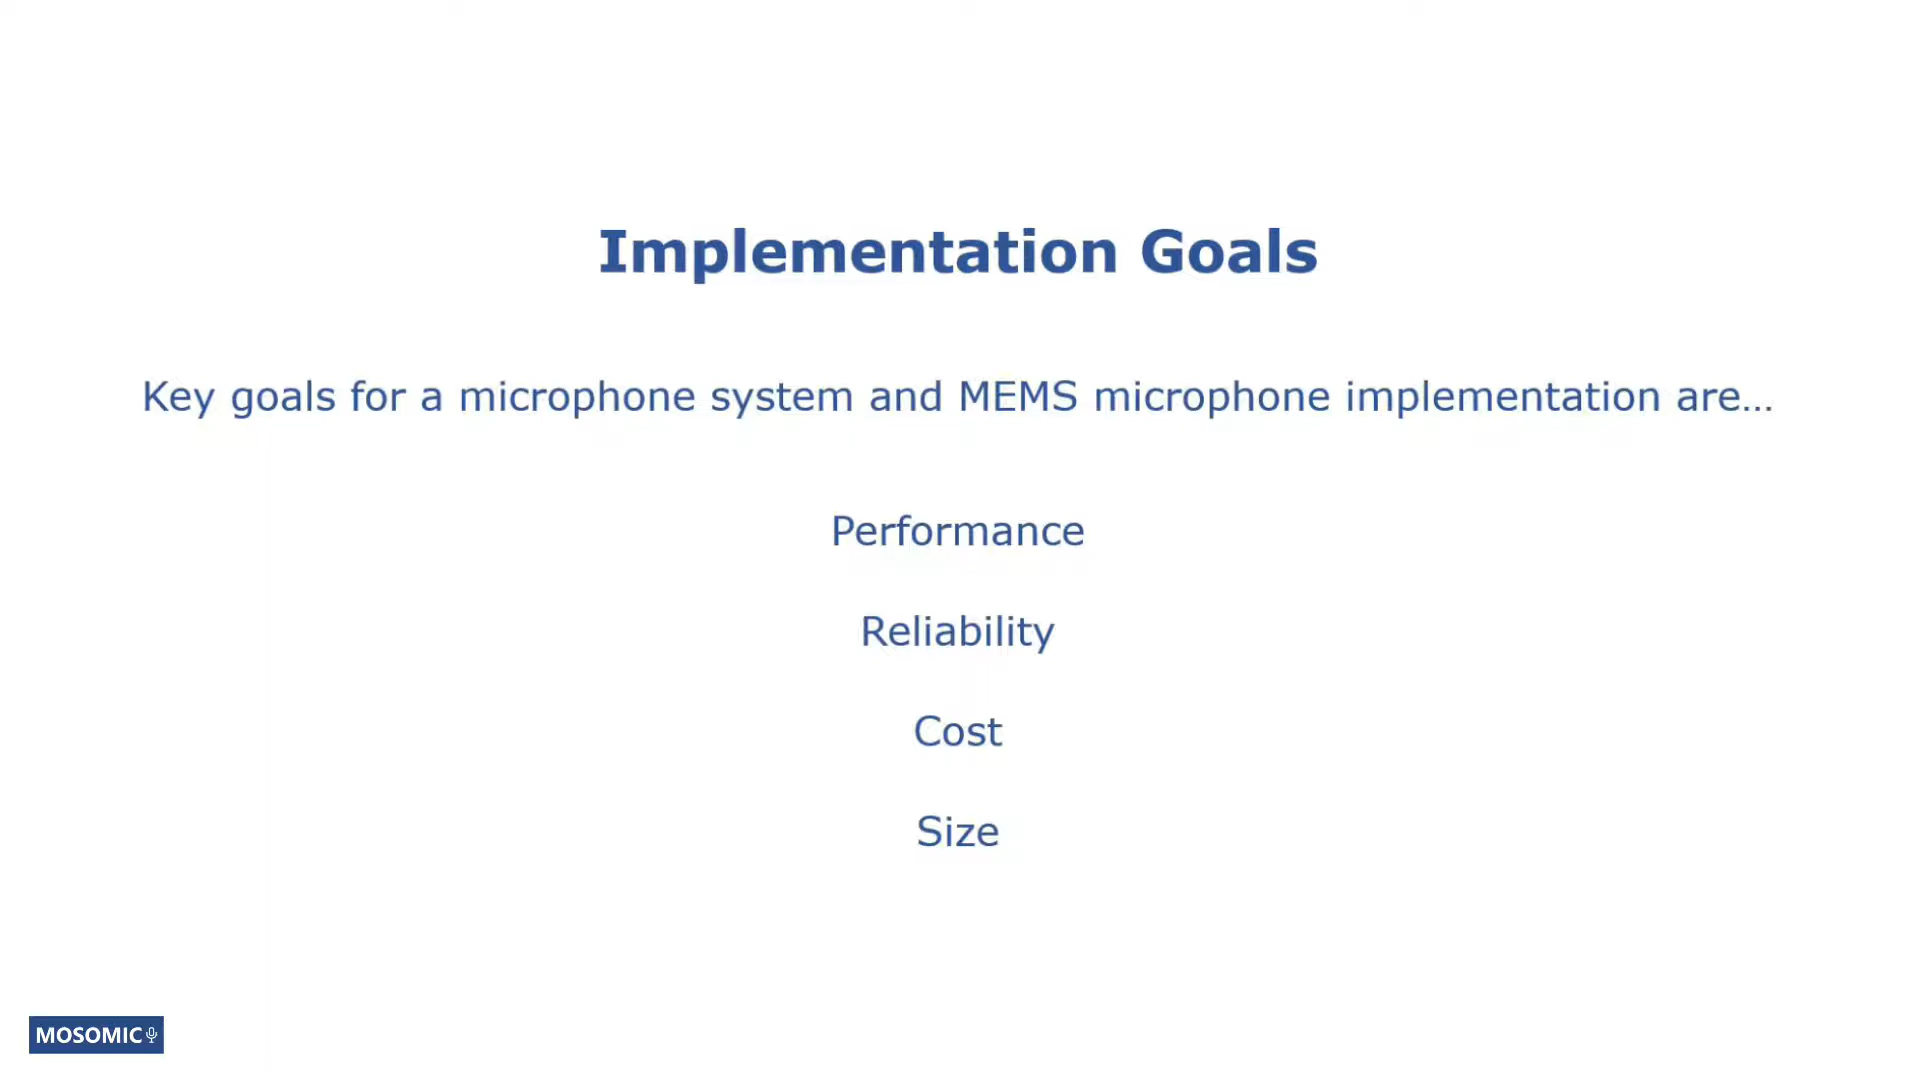 Implementation Goals
Key goals for a microphone system and MEMS microphone implementation are...
Performance
Reliability
Cost
Size
MOSOMIC